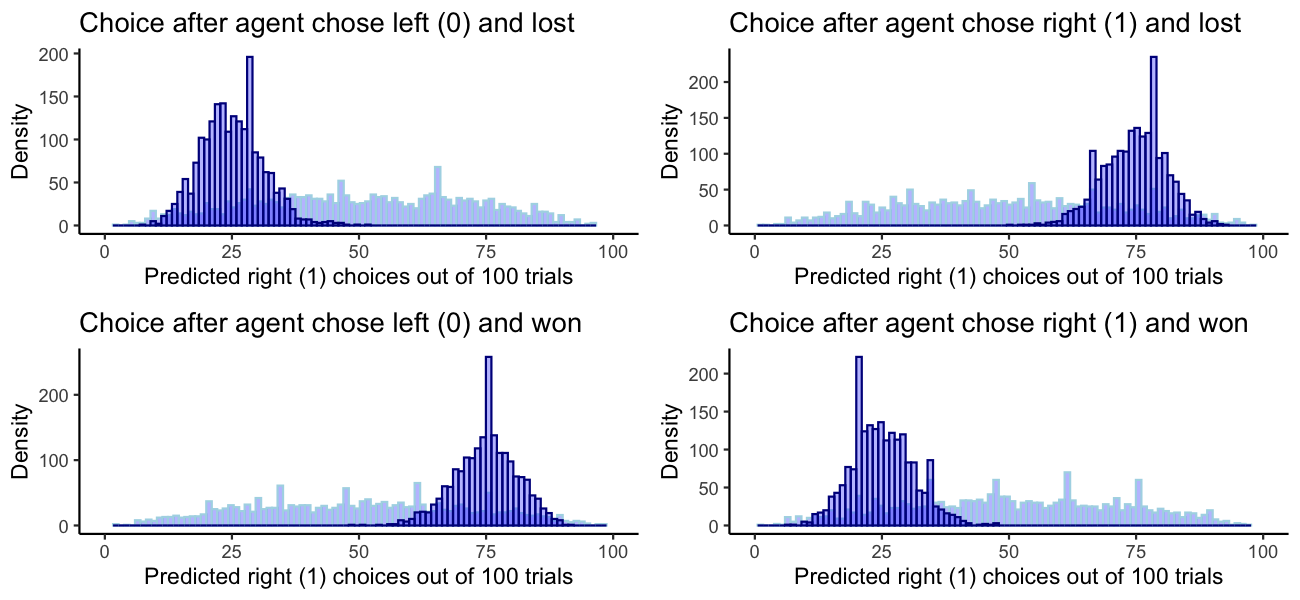 Choice after agent chose left (0) and lost
200
150
100
50
0
Density
0 25 50 75 100
Predicted right (1) choices out of 100 trials
Choice after agent chose right (1) and lost
200
150
100
50
0
Density
0 25 50 75 100
Predicted right (1) choices out of 100 trials
Choice after agent chose left (0) and won
200
100
0
Density
0 25 50 75 100
Predicted right (1) choices out of 100 trials
Choice after agent chose right (1) and won
200
150
100
50
0
Density
0 25 50 75 100
Predicted right (1) choices out of 100 trials